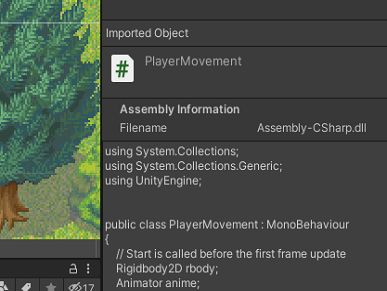 Imported Object
#
PlayerMovement
Assembly Information
Filename Assembly-CSharp.dll
using System.Collections;
using System.Collections.Generic;
using UnityEngine;
public class PlayerMovement : MonoBehaviour
{
// Start is called before the first frame update
Rigidbody2D rbody;
Animator anime;
17